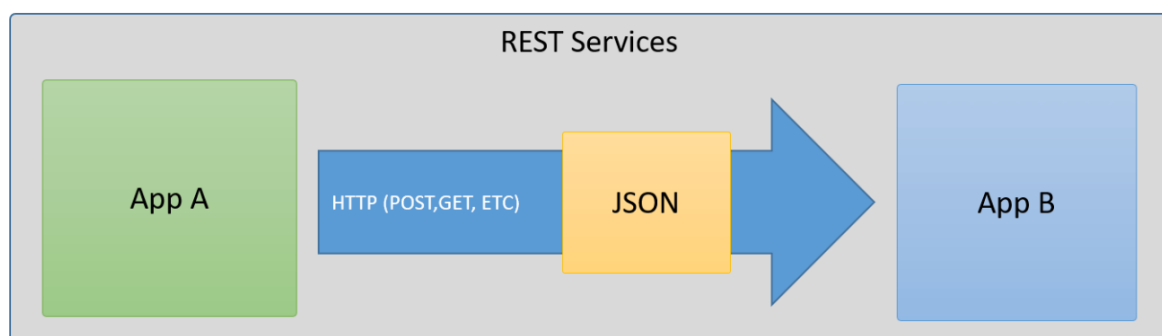 REST Services
App A
HTTP (POST,GET, ETC)
JSON
App B